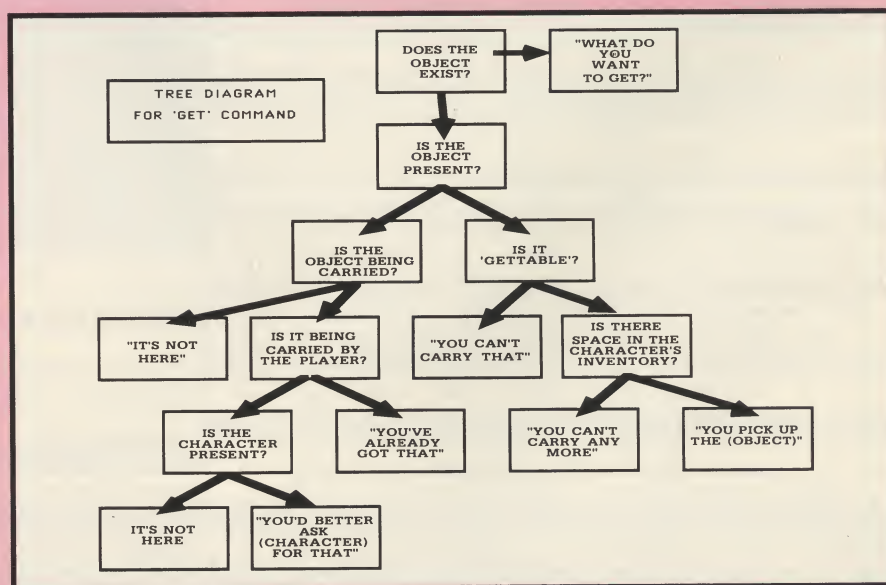 DOES THE
OBJECT
EXIST?
"WHAT DO
YOU
WANT
TO GET?"
TREE DIAGRAM
FOR 'GET' COMMAND
IS THE
OBJECT
PRESENT?
IS THE
OBJECT BEING
CARRIED?
IS IT
'GETTABLE'?
"IT'S NOT
HERE"
IS IT BEING
CARRIED BY
THE PLAYER?
"YOU CAN'T
CARRY THAT"
IS THERE
SPACE IN THE
CHARACTER'S
INVENTORY?
IS THE
CHARACTER
PRESENT?
"YOU'VE
ALREADY
GOT THAT"
"YOU CAN'T
CARRY ANY
MORE"
"YOU PICK UP
THE (OBJECT)"
IT'S NOT
HERE
"YOU'D BETTER
ASK
(CHARACTER)
FOR THAT"